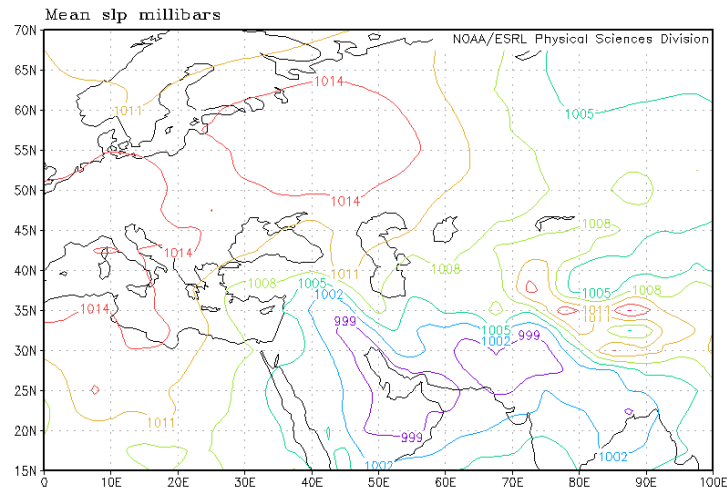 Mean slp millibars
NOAA/ESRL Physical Sciences Division
70N
65N
60N
55N
50N
45N
40N
35N
30N
25N
20N
15N
0
10E
20E
30E
40E
50E
60E
70E
80E
90E
100E
1014
1011
1005
1014
1008
1014
1011
1008
1008
1005
1002
1005
1008
1011
1011
1014
999
1005
1002
999
1011
999
1002
1002